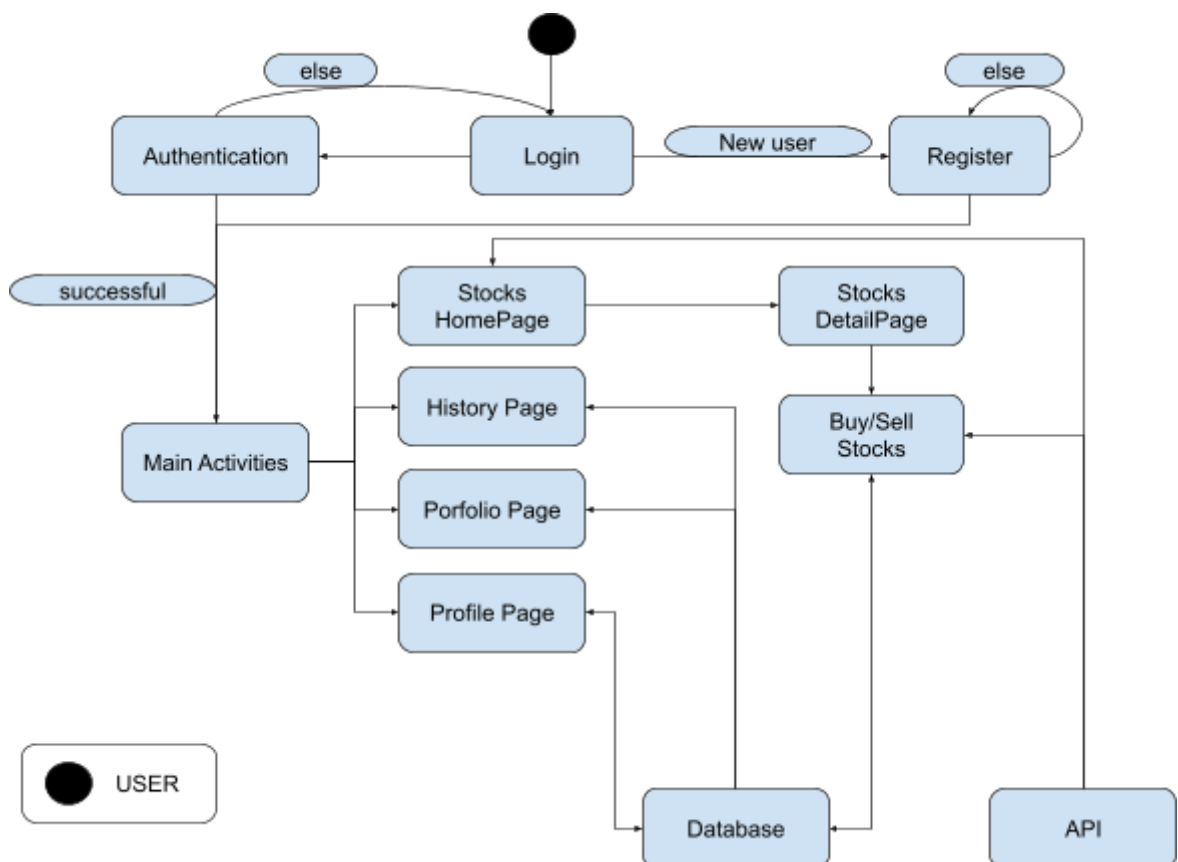 else
else
Authentication
Login
New user
Register
successful
Stocks
HomePage
Stocks
DetailPage
History Page
Buy/Sell
Stocks
Main Activities
Porfolio Page
Profile Page
USER
Database
API